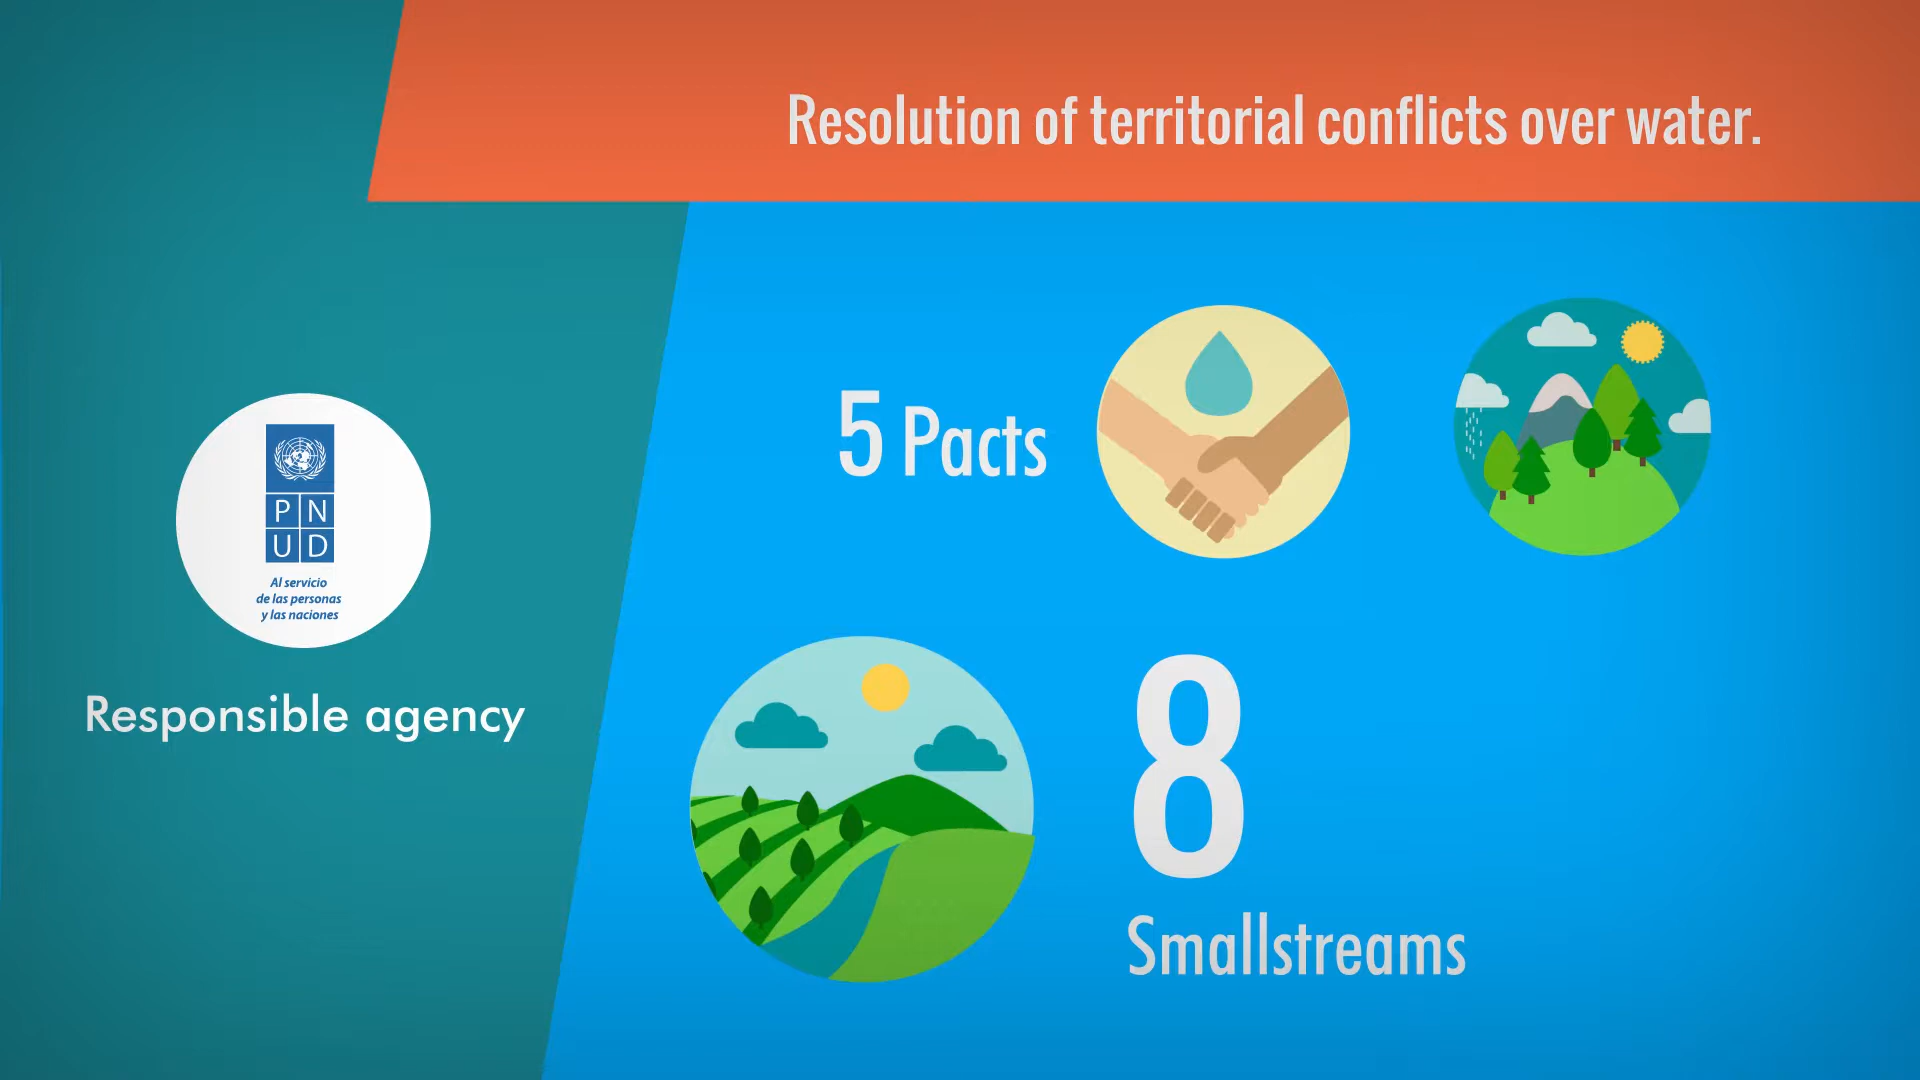 Resolution of territorial conflicts over water.
5 Pacts
P N
U D
Al servicio
de las personas
y las naciones
Responsible agency
8
Smallstreams